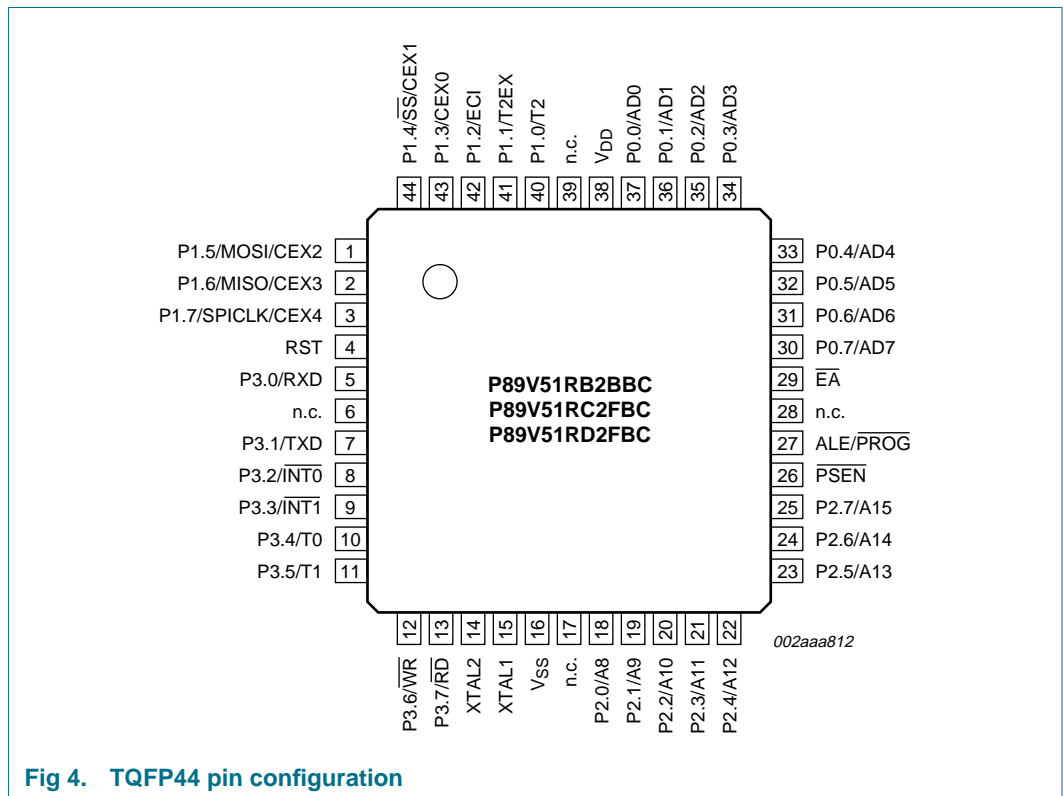 P1.4/S̅S̅/CEX1
P1.3/CEX0
P1.2/ECI
P1.1/T2EX
P1.0/T2
n.c.
VDD
P0.0/AD0
P0.1/AD1
P0.2/AD2
P0.3/AD3
44
43
42
41
40
39
38
37
36
35
34
P1.5/MOSI/CEX2 1
P1.6/MISO/CEX3 2
P1.7/SPICLK/CEX4 3
RST 4
P3.0/RXD 5
n.c. 6
P3.1/TXD 7
P3.2/I̅N̅T̅0̅ 8
P3.3/I̅N̅T̅1̅ 9
P3.4/T0 10
P3.5/T1 11
P89V51RB2BBC
P89V51RC2FBC
P89V51RD2FBC
33 P0.4/AD4
32 P0.5/AD5
31 P0.6/AD6
30 P0.7/AD7
29 E̅A̅
28 n.c.
27 ALE/P̅R̅O̅G̅
26 P̅S̅E̅N̅
25 P2.7/A15
24 P2.6/A14
23 P2.5/A13
12
13
14
15
16
17
18
19
20
21
22
P3.6/W̅R̅
P3.7/R̅D̅
XTAL2
XTAL1
VSS
n.c.
P2.0/A8
P2.1/A9
P2.2/A10
P2.3/A11
P2.4/A12
002aaa812
Fig 4. TQFP44 pin configuration